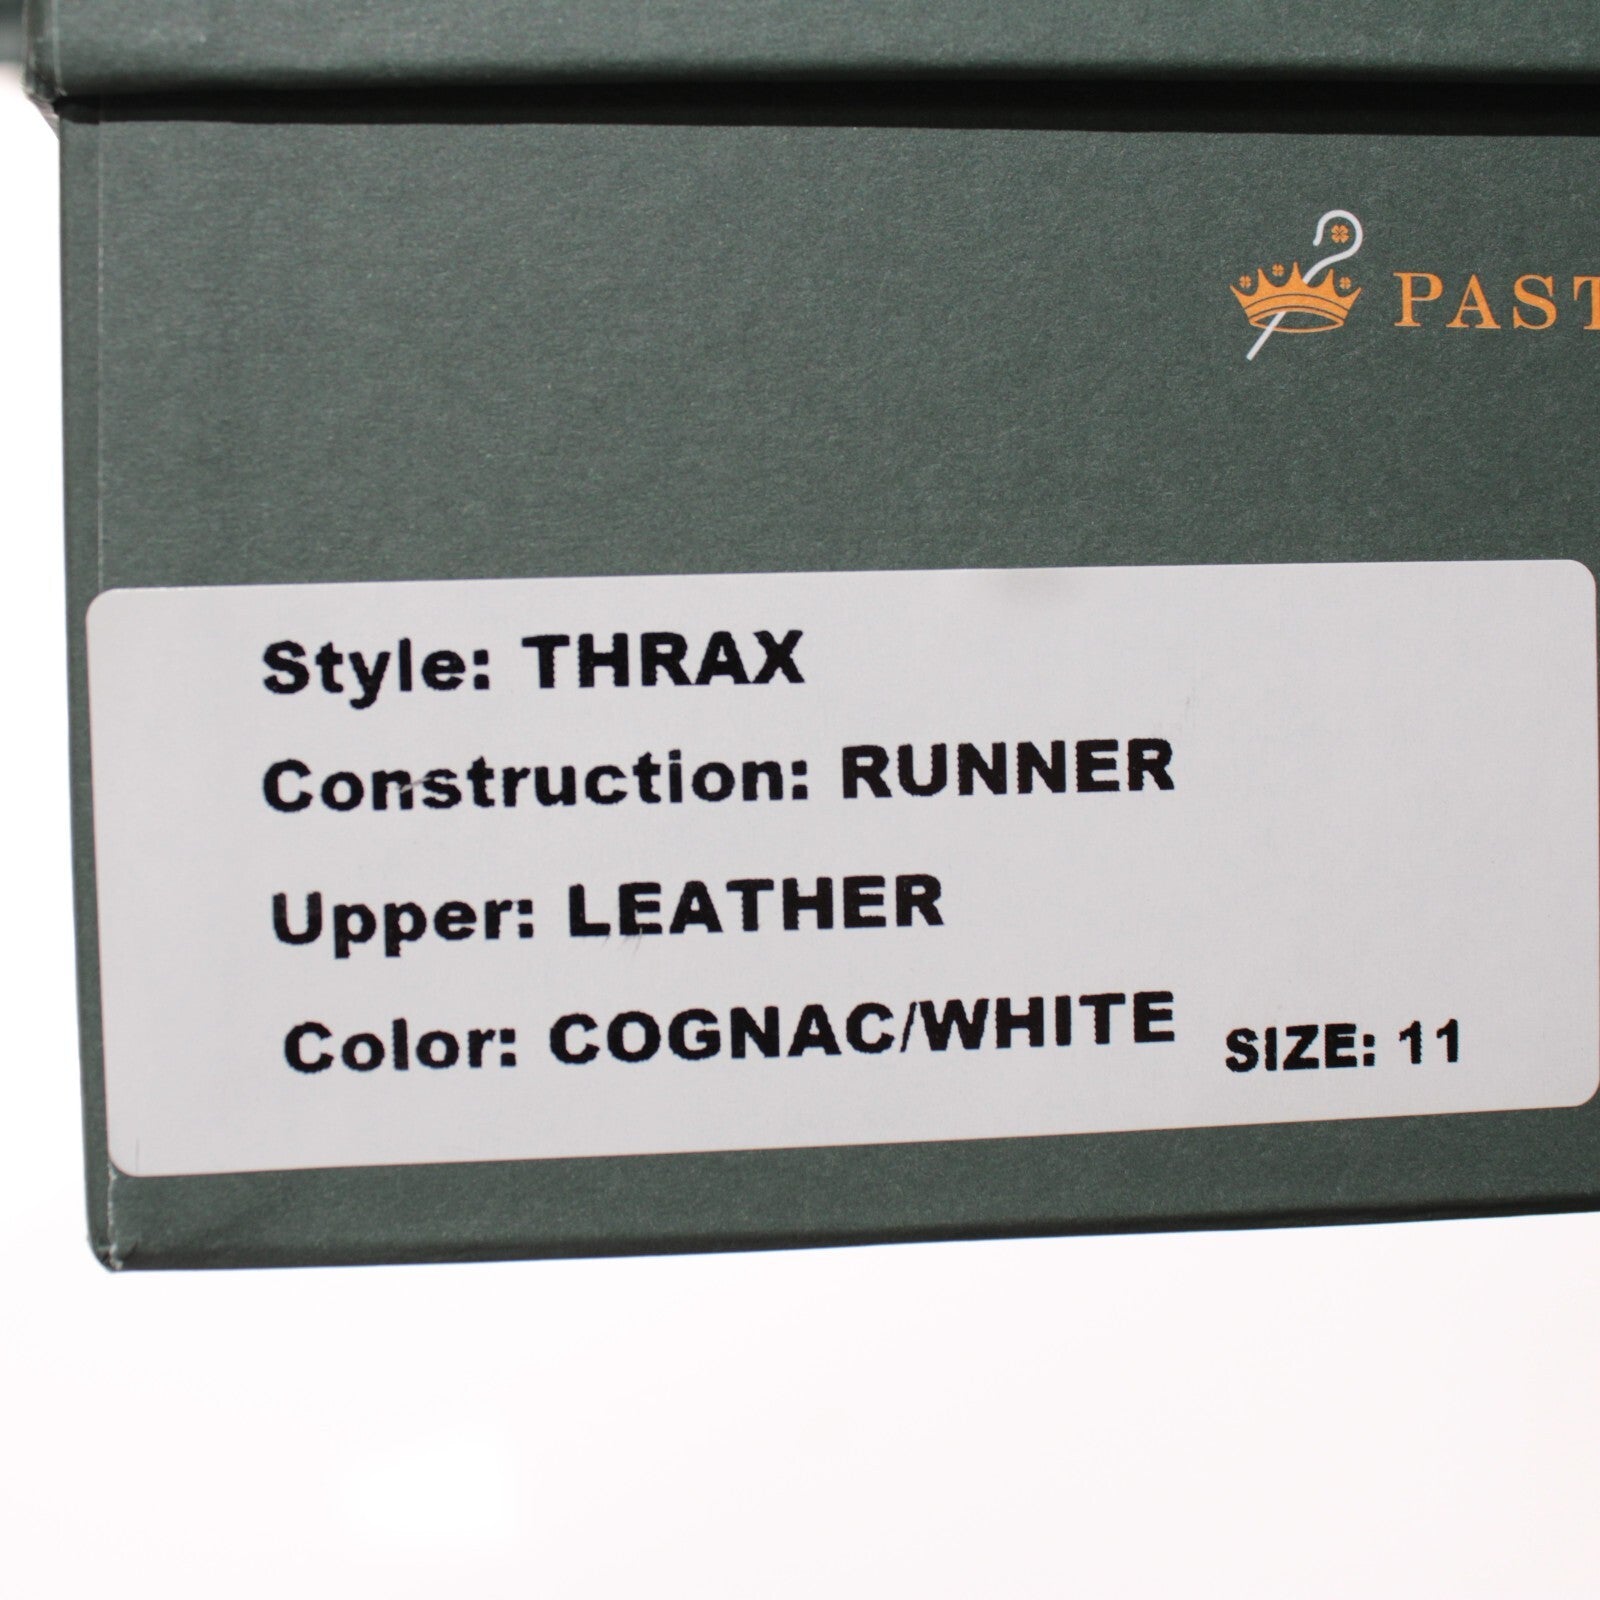 PAST
Style: THRAX
Construction: RUNNER
Upper: LEATHER
Color: COGNAC/WHITE SIZE: 11